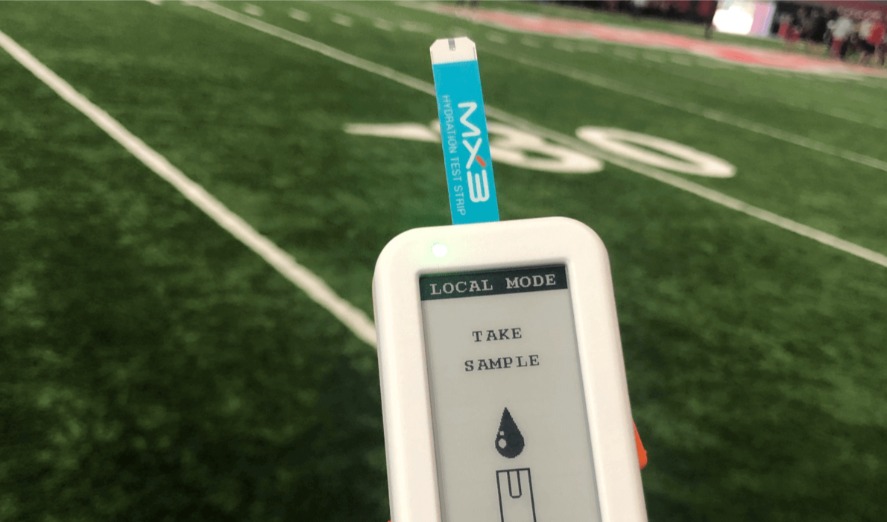 MX3
HYDRATION TEST STRIP
LOCAL MODE
TAKE
SAMPLE